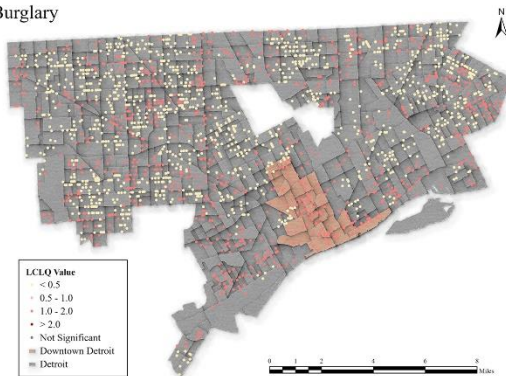 Burglary
N
LCLQ Value
< 0.5
0.5 - 1.0
1.0 - 2.0
> 2.0
Not Significant
Downtown Detroit
Detroit
0 1 2 4 6 8
Miles